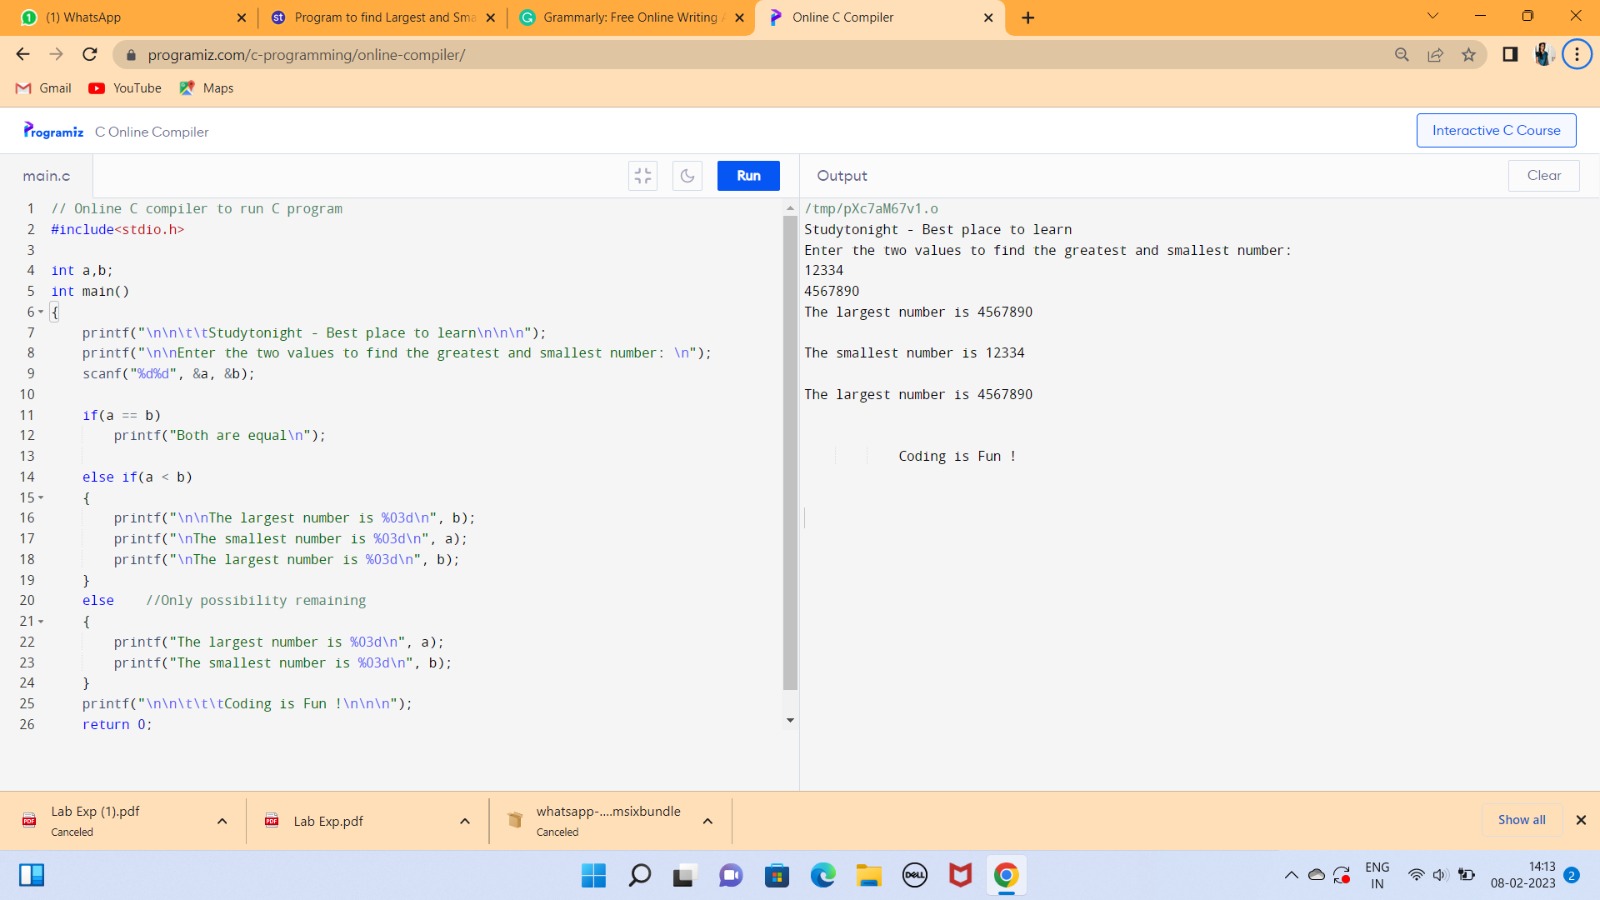 (1) WhatsApp
Program to find Largest and Sma
Grammarly: Free Online Writing
Online C Compiler
programiz.com/c-programming/online-compiler/
Gmail
YouTube
Maps
Programiz C Online Compiler
Interactive C Course
main.c
Run
Output
Clear
1 // Online C compiler to run C program
2 #include<stdio.h>
3
4 int a,b;
5 int main()
6 {
7 printf("\n\n\t\tStudytonight - Best place to learn\n\n\n");
8 printf("\n\nEnter the two values to find the greatest and smallest number: \n");
9 scanf("%d%d", &a, &b);
10
11 if(a == b)
12 printf("Both are equal\n");
13
14 else if(a < b)
15 {
16 printf("\n\nThe largest number is %03d\n", b);
17 printf("\nThe smallest number is %03d\n", a);
18 printf("\nThe largest number is %03d\n", b);
19 }
20 else //Only possibility remaining
21 {
22 printf("The largest number is %03d\n", a);
23 printf("The smallest number is %03d\n", b);
24 }
25 printf("\n\n\t\t\tCoding is Fun !\n\n\n");
26 return 0;
/tmp/pXc7aM67v1.o
Studytonight - Best place to learn
Enter the two values to find the greatest and smallest number:
12334
4567890
The largest number is 4567890
The smallest number is 12334
The largest number is 4567890
Coding is Fun !
Lab Exp (1).pdf
Canceled
Lab Exp.pdf
whatsapp-....msixbundle
Canceled
Show all
DELL
ENG
IN
14:13
08-02-2023
2